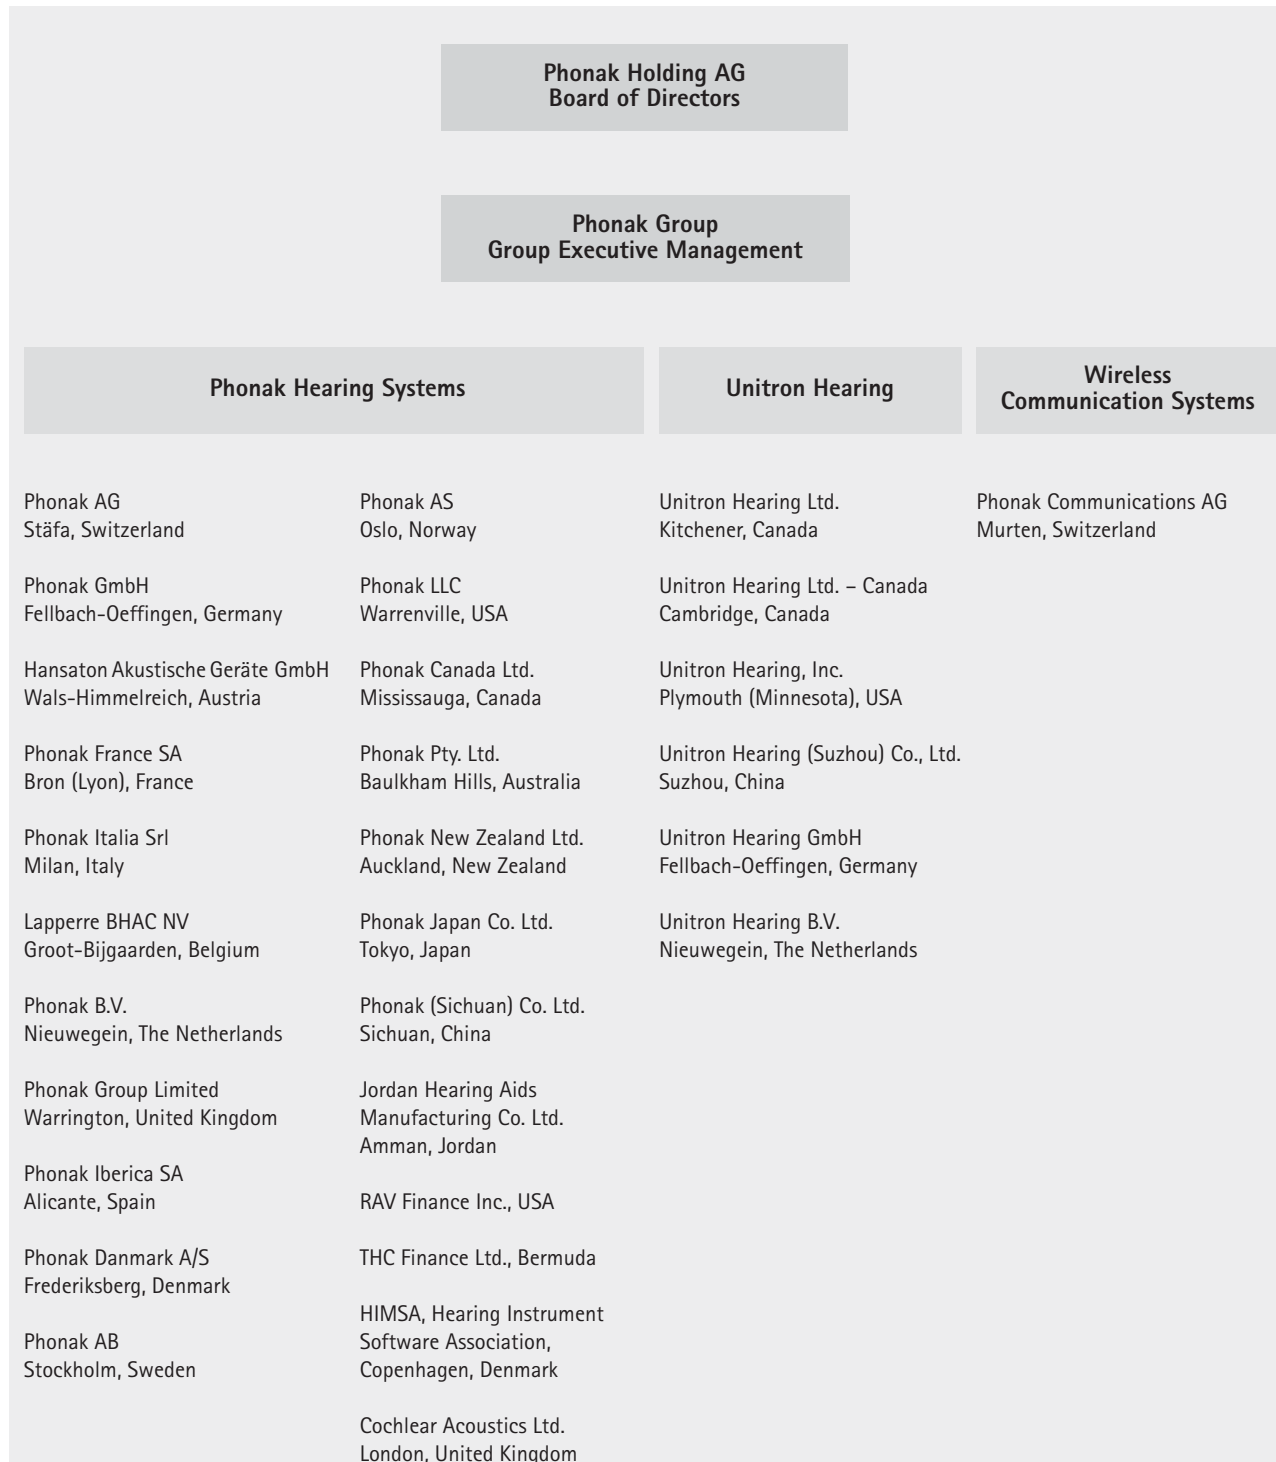 Phonak Holding AG
Board of Directors
Phonak Group
Group Executive Management
Phonak Hearing Systems
Unitron Hearing
Wireless
Communication Systems
Phonak AG
Stäfa, Switzerland
Phonak GmbH
Fellbach-Oeffingen, Germany
Hansaton Akustische Geräte GmbH
Wals-Himmelreich, Austria
Phonak France SA
Bron (Lyon), France
Phonak Italia Srl
Milan, Italy
Lapperre BHAC NV
Groot-Bijgaarden, Belgium
Phonak B.V.
Nieuwegein, The Netherlands
Phonak Group Limited
Warrington, United Kingdom
Phonak Iberica SA
Alicante, Spain
Phonak Danmark A/S
Frederiksberg, Denmark
Phonak AB
Stockholm, Sweden
Phonak AS
Oslo, Norway
Phonak LLC
Warrenville, USA
Phonak Canada Ltd.
Mississauga, Canada
Phonak Pty. Ltd.
Baulkham Hills, Australia
Phonak New Zealand Ltd.
Auckland, New Zealand
Phonak Japan Co. Ltd.
Tokyo, Japan
Phonak (Sichuan) Co. Ltd.
Sichuan, China
Jordan Hearing Aids
Manufacturing Co. Ltd.
Amman, Jordan
RAV Finance Inc., USA
THC Finance Ltd., Bermuda
HIMSA, Hearing Instrument
Software Association,
Copenhagen, Denmark
Cochlear Acoustics Ltd.
London, United Kingdom
Unitron Hearing Ltd.
Kitchener, Canada
Unitron Hearing Ltd. – Canada
Cambridge, Canada
Unitron Hearing, Inc.
Plymouth (Minnesota), USA
Unitron Hearing (Suzhou) Co., Ltd.
Suzhou, China
Unitron Hearing GmbH
Fellbach-Oeffingen, Germany
Unitron Hearing B.V.
Nieuwegein, The Netherlands
Phonak Communications AG
Murten, Switzerland